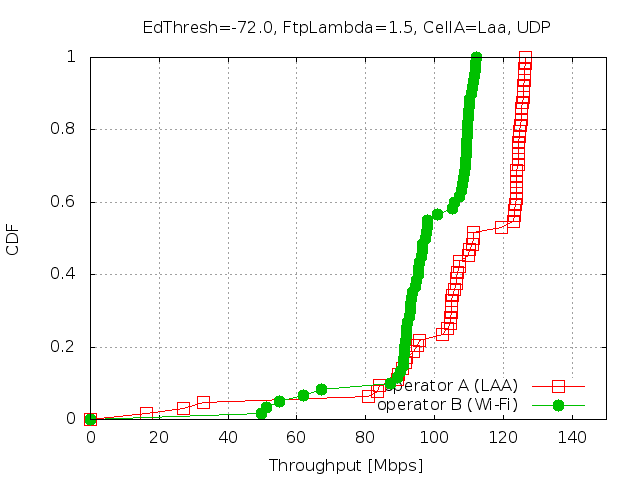 EdThresh=-72.0, FtpLambda=1.5, CellA=Laa, UDP
1
0.8
0.6
0.4
0.2
0
CDF
operator A (LAA)
operator B (Wi-Fi)
0 20 40 60 80 100 120 140
Throughput [Mbps]